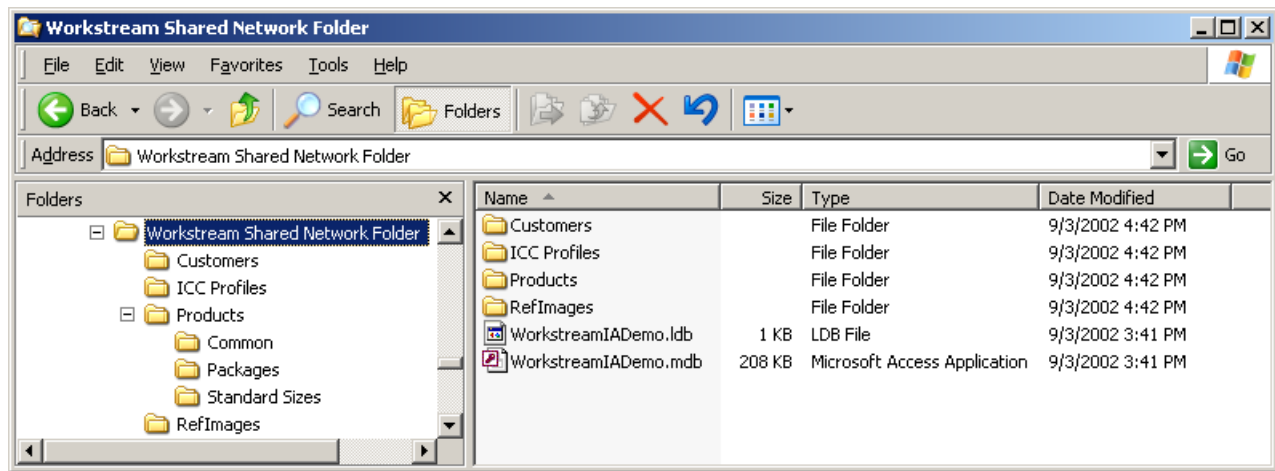 Workstream Shared Network Folder
File Edit View Favorites Tools Help
Back Search Folders
Address Workstream Shared Network Folder Go
Folders
Workstream Shared Network Folder
Customers
ICC Profiles
Products
Common
Packages
Standard Sizes
RefImages
Name Size Type Date Modified
Customers File Folder 9/3/2002 4:42 PM
ICC Profiles File Folder 9/3/2002 4:42 PM
Products File Folder 9/3/2002 4:42 PM
RefImages File Folder 9/3/2002 4:42 PM
WorkstreamIADemo.ldb 1 KB LDB File 9/3/2002 3:41 PM
WorkstreamIADemo.mdb 208 KB Microsoft Access Application 9/3/2002 3:41 PM